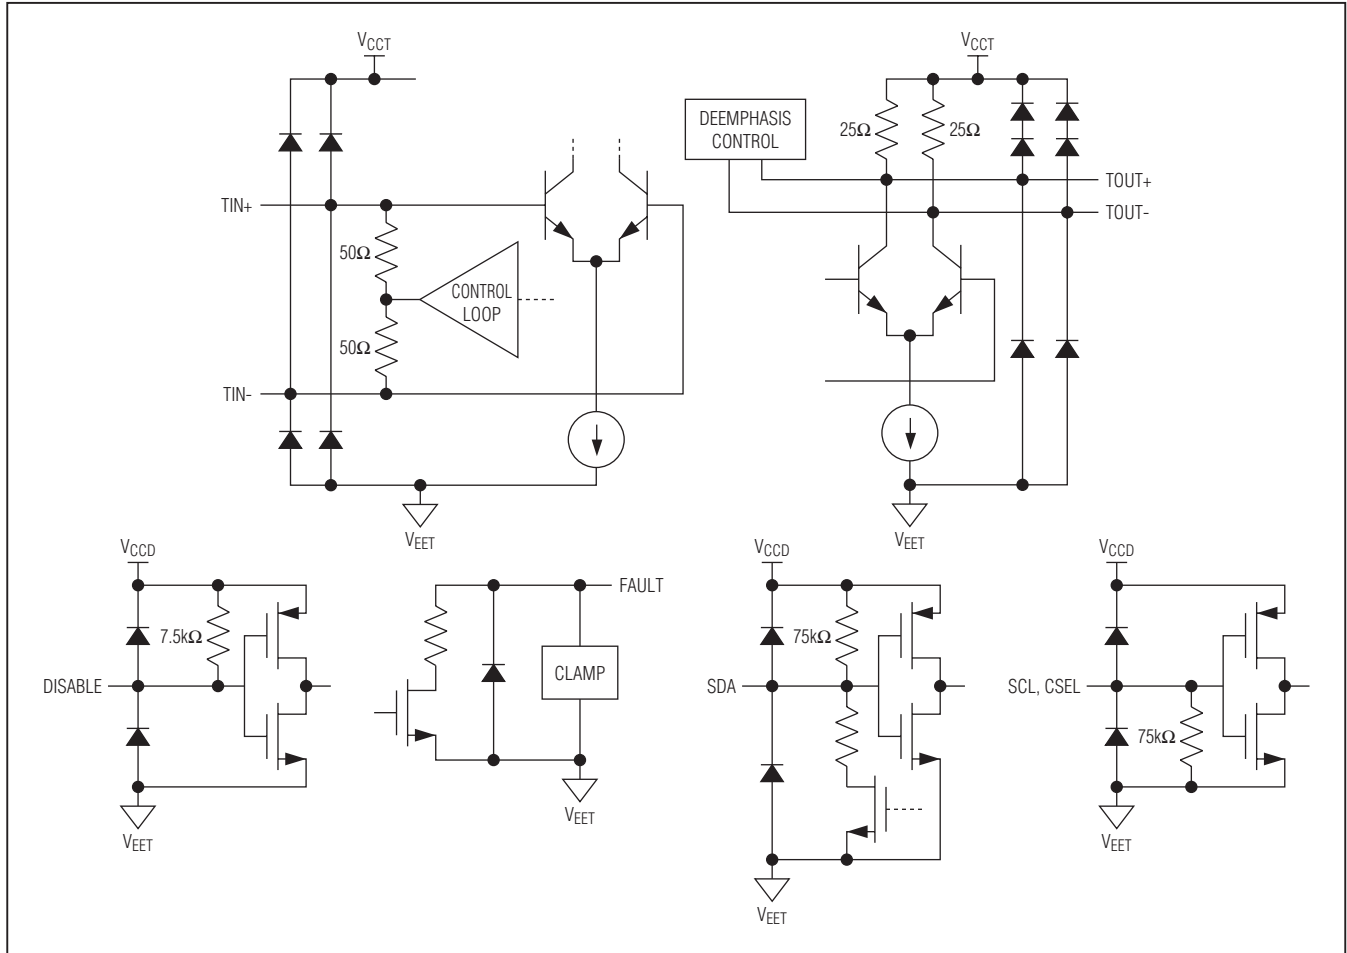 VCCT
TIN+
50Ω
50Ω
CONTROL
LOOP
TIN-
VEET
VCCT
DEEMPHASIS
CONTROL
25Ω
25Ω
TOUT+
TOUT-
VEET
VCCD
7.5kΩ
DISABLE
VEET
FAULT
CLAMP
VEET
VCCD
75kΩ
SDA
VEET
VCCD
SCL, CSEL
75kΩ
VEET